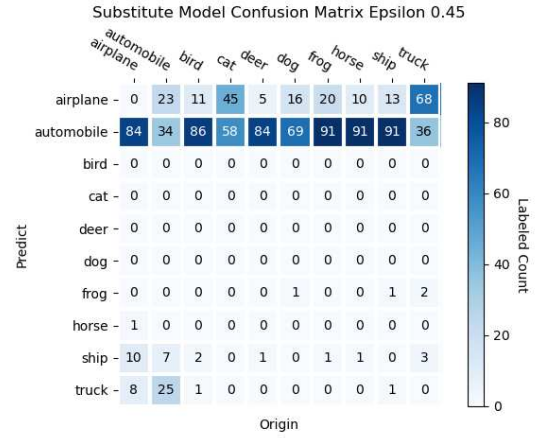 Substitute Model Confusion Matrix Epsilon 0.45
airplane automobile bird cat deer dog frog horse ship truck
airplane 0 23 11 45 5 16 20 10 13 68
automobile 84 34 86 58 84 69 91 91 91 36
bird 0 0 0 0 0 0 0 0 0 0
cat 0 0 0 0 0 0 0 0 0 0
deer 0 0 0 0 0 0 0 0 0 0
dog 0 0 0 0 0 0 0 0 0 0
frog 0 0 0 0 0 1 0 0 1 2
horse 1 0 0 0 0 0 0 0 0 0
ship 10 7 2 0 1 0 1 1 0 3
truck 8 25 1 0 0 0 0 0 1 0
Predict
Origin
80
60
40
20
0
Labeled Count